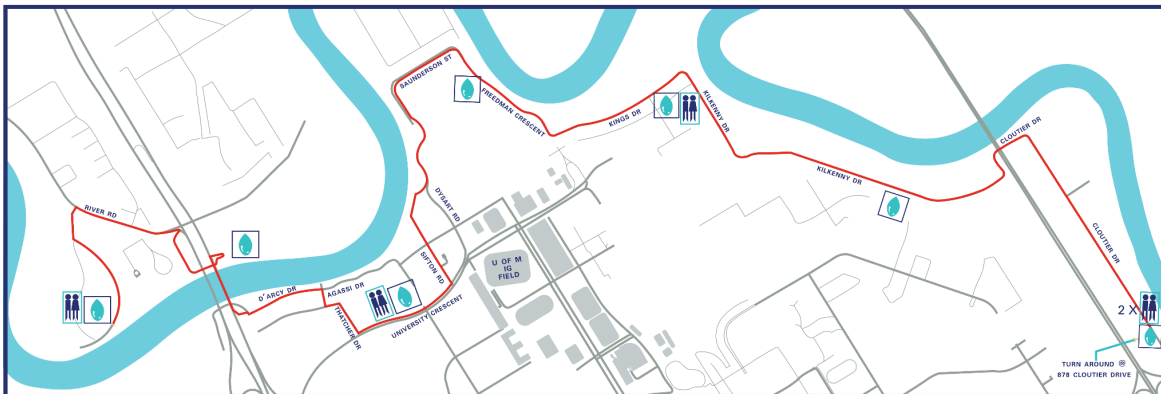 SAUNDERSON ST
FREEDMAN CRESCENT
KINGS DR
KILKENNY DR
KILKENNY DR
CLOUTIER DR
CLOUTIER DR
RIVER RD
DYSART RD
SIFTON RD
U OF M
IG
FIELD
D'ARCY DR
AGASSI DR
THATCHER DR
UNIVERSITY CRESCENT
2 X
TURN AROUND @
878 CLOUTIER DRIVE